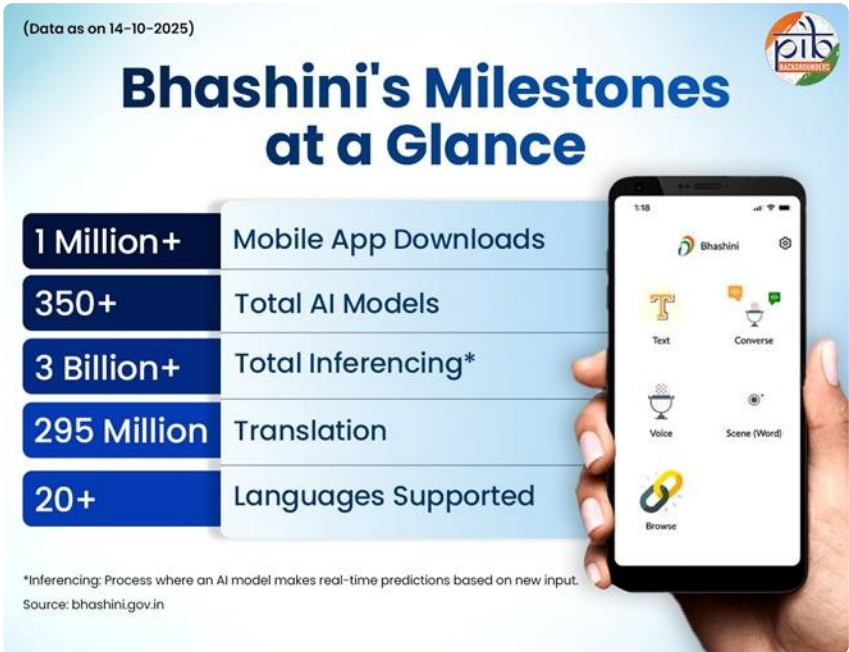 (Data as on 14-10-2025)
pib
BACKGROUNDERS
Bhashini's Milestones
at a Glance
1 Million+ Mobile App Downloads
350+ Total AI Models
3 Billion+ Total Inferencing*
295 Million Translation
20+ Languages Supported
1:18
Bhashini
Text Converse
Voice Scene (Word)
Browse
*Inferencing: Process where an AI model makes real-time predictions based on new input.
Source: bhashini.gov.in